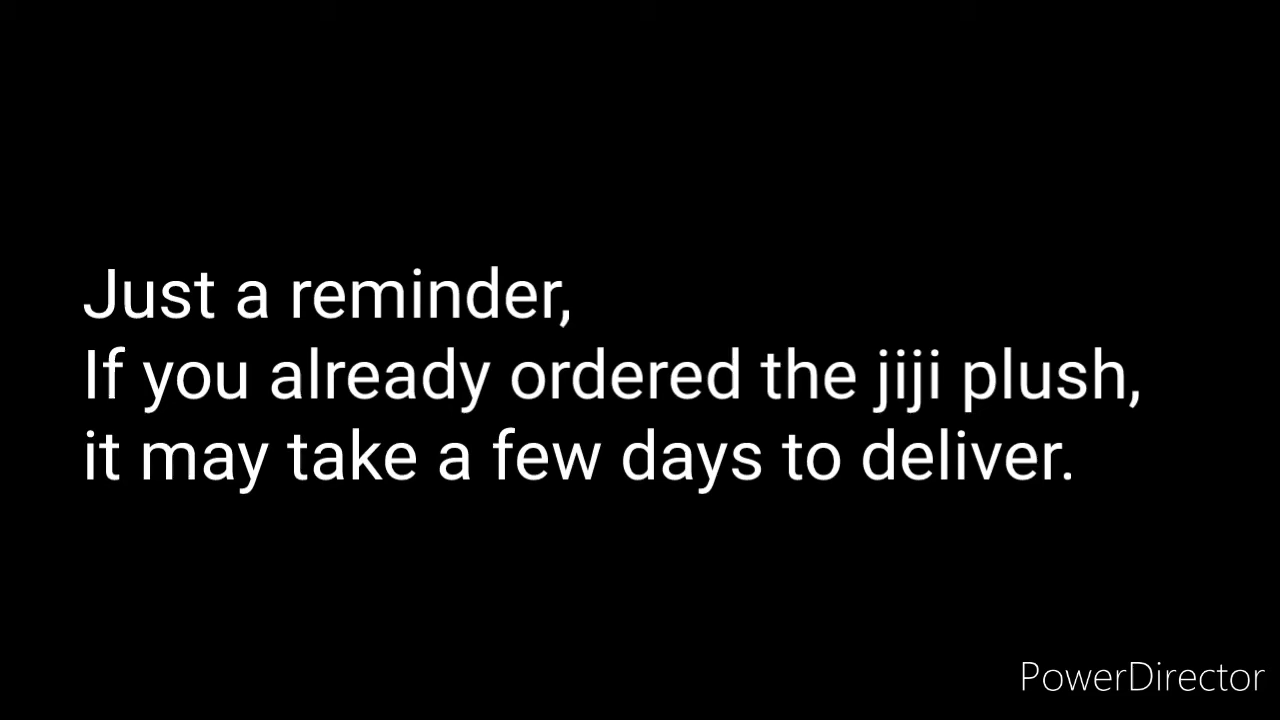 Just a reminder,
If you already ordered the jiji plush,
it may take a few days to deliver.
PowerDirector